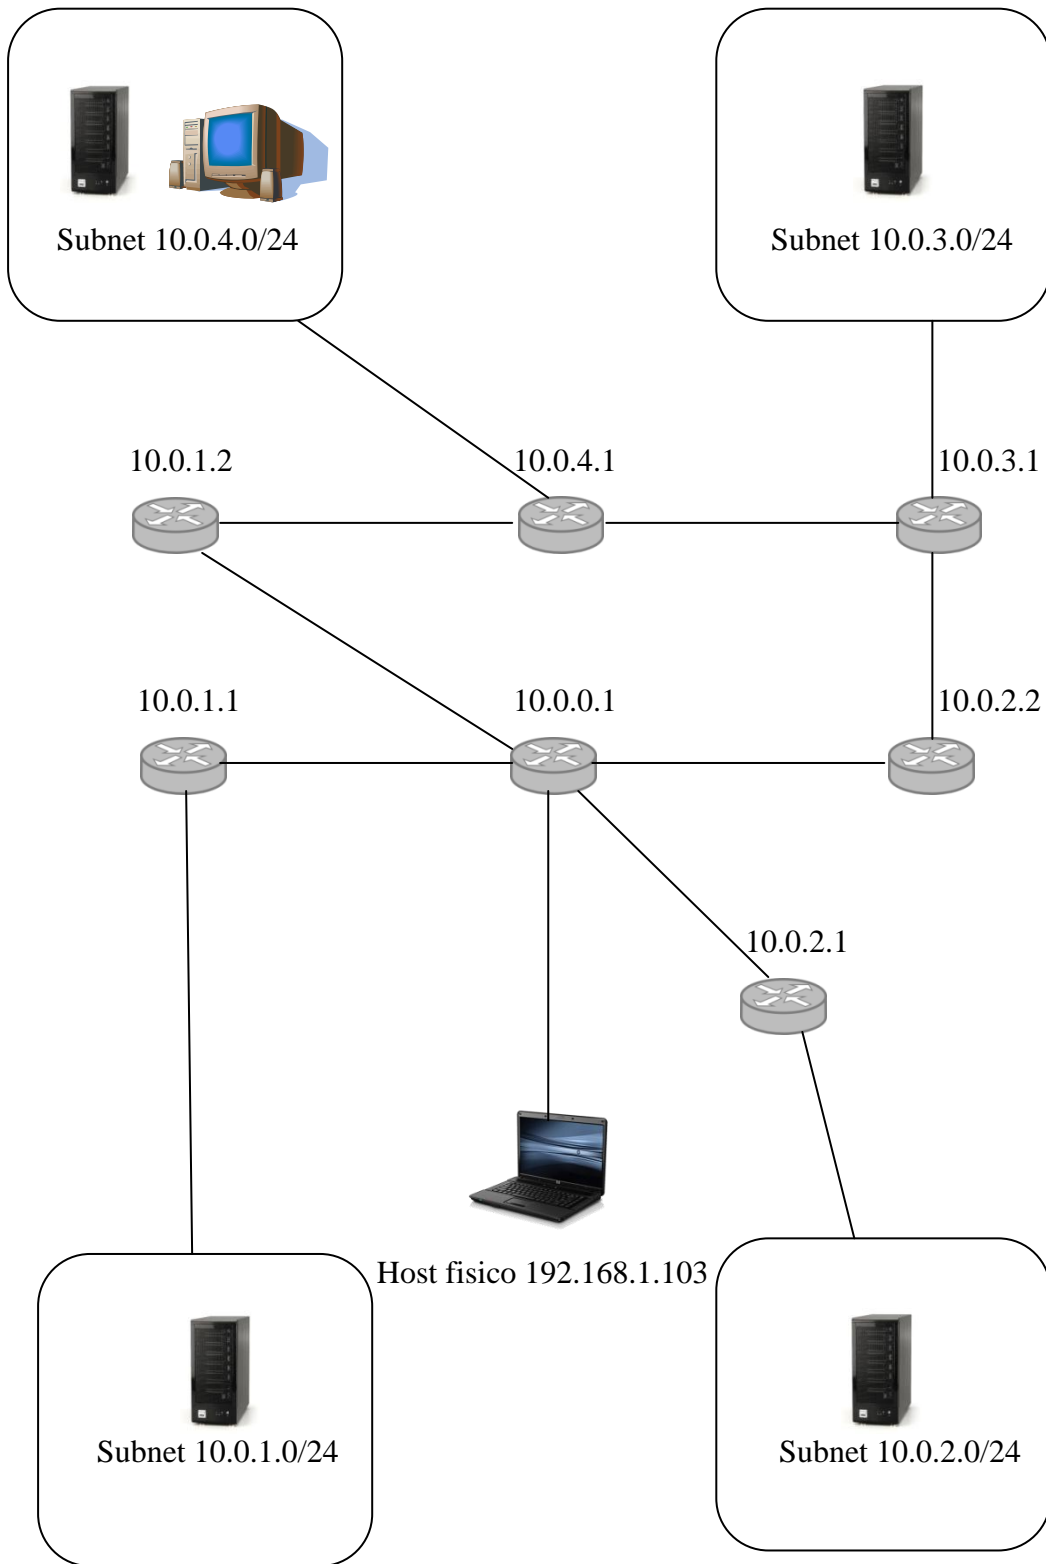 Subnet 10.0.4.0/24
Subnet 10.0.3.0/24
10.0.1.2
10.0.4.1
10.0.3.1
10.0.1.1
10.0.0.1
10.0.2.2
10.0.2.1
Host fisico 192.168.1.103
Subnet 10.0.1.0/24
Subnet 10.0.2.0/24